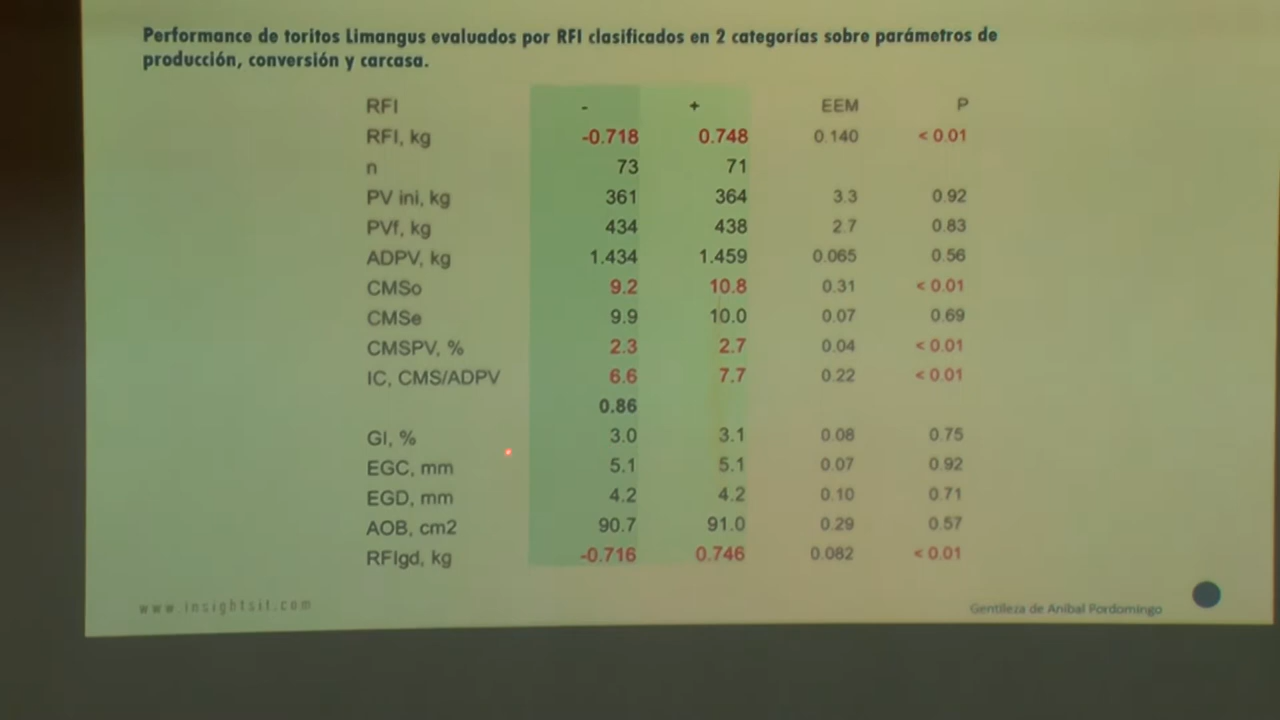 Performance de toritos Limangus evaluados por RFI clasificados en 2 categorías sobre parámetros de
producción, conversión y carcasa.
RFI - + EEM P
RFI, kg -0.718 0.748 0.140 < 0.01
n 73 71
PV ini, kg 361 364 3.3 0.92
PVf, kg 434 438 2.7 0.83
ADPV, kg 1.434 1.459 0.065 0.56
CMSo 9.2 10.8 0.31 < 0.01
CMSe 9.9 10.0 0.07 0.69
CMSPV, % 2.3 2.7 0.04 < 0.01
IC, CMS/ADPV 6.6 7.7 0.22 < 0.01
0.86
GI, % 3.0 3.1 0.08 0.75
EGC, mm 5.1 5.1 0.07 0.92
EGD, mm 4.2 4.2 0.10 0.71
AOB, cm2 90.7 91.0 0.29 0.57
RFIgd, kg -0.716 0.746 0.082 < 0.01
www.insightsit.com
Gentileza de Anibal Pordomingo